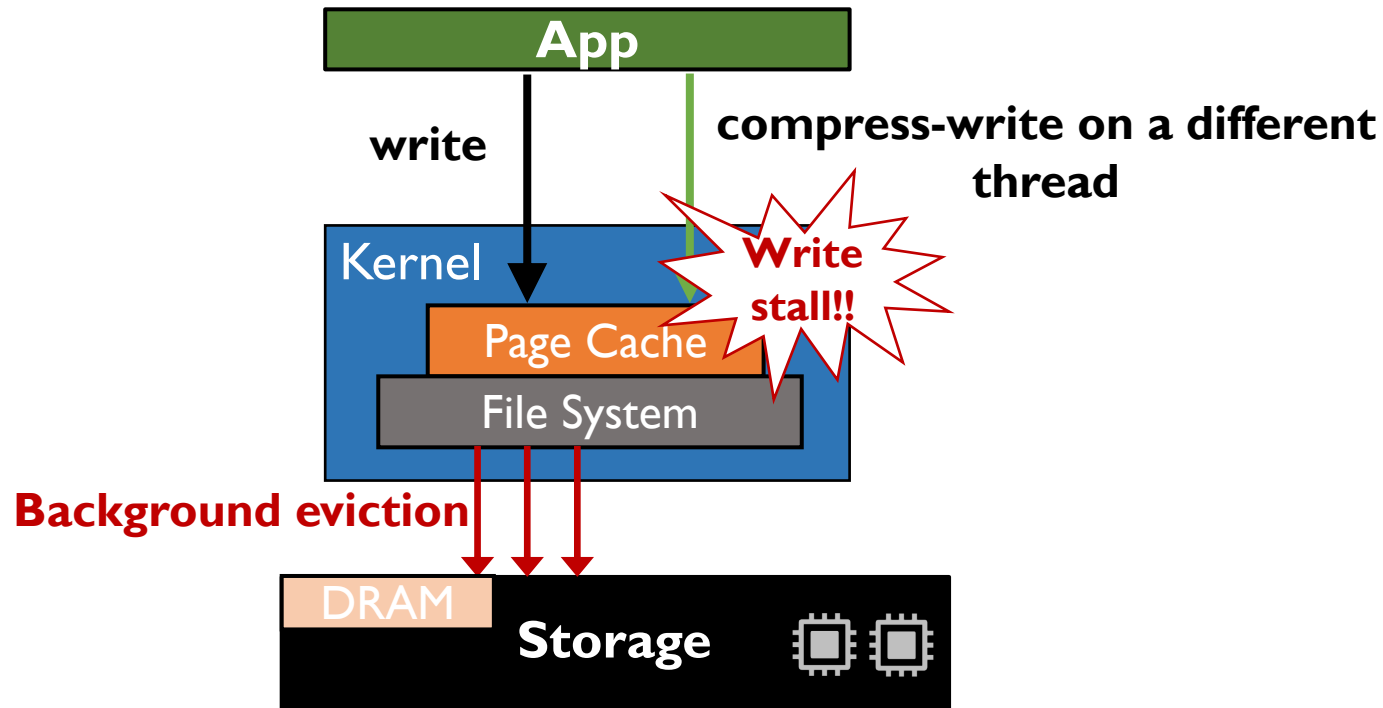 App
write
compress-write on a different
thread
Kernel
Write
stall!!
Page Cache
File System
Background eviction
DRAM
Storage